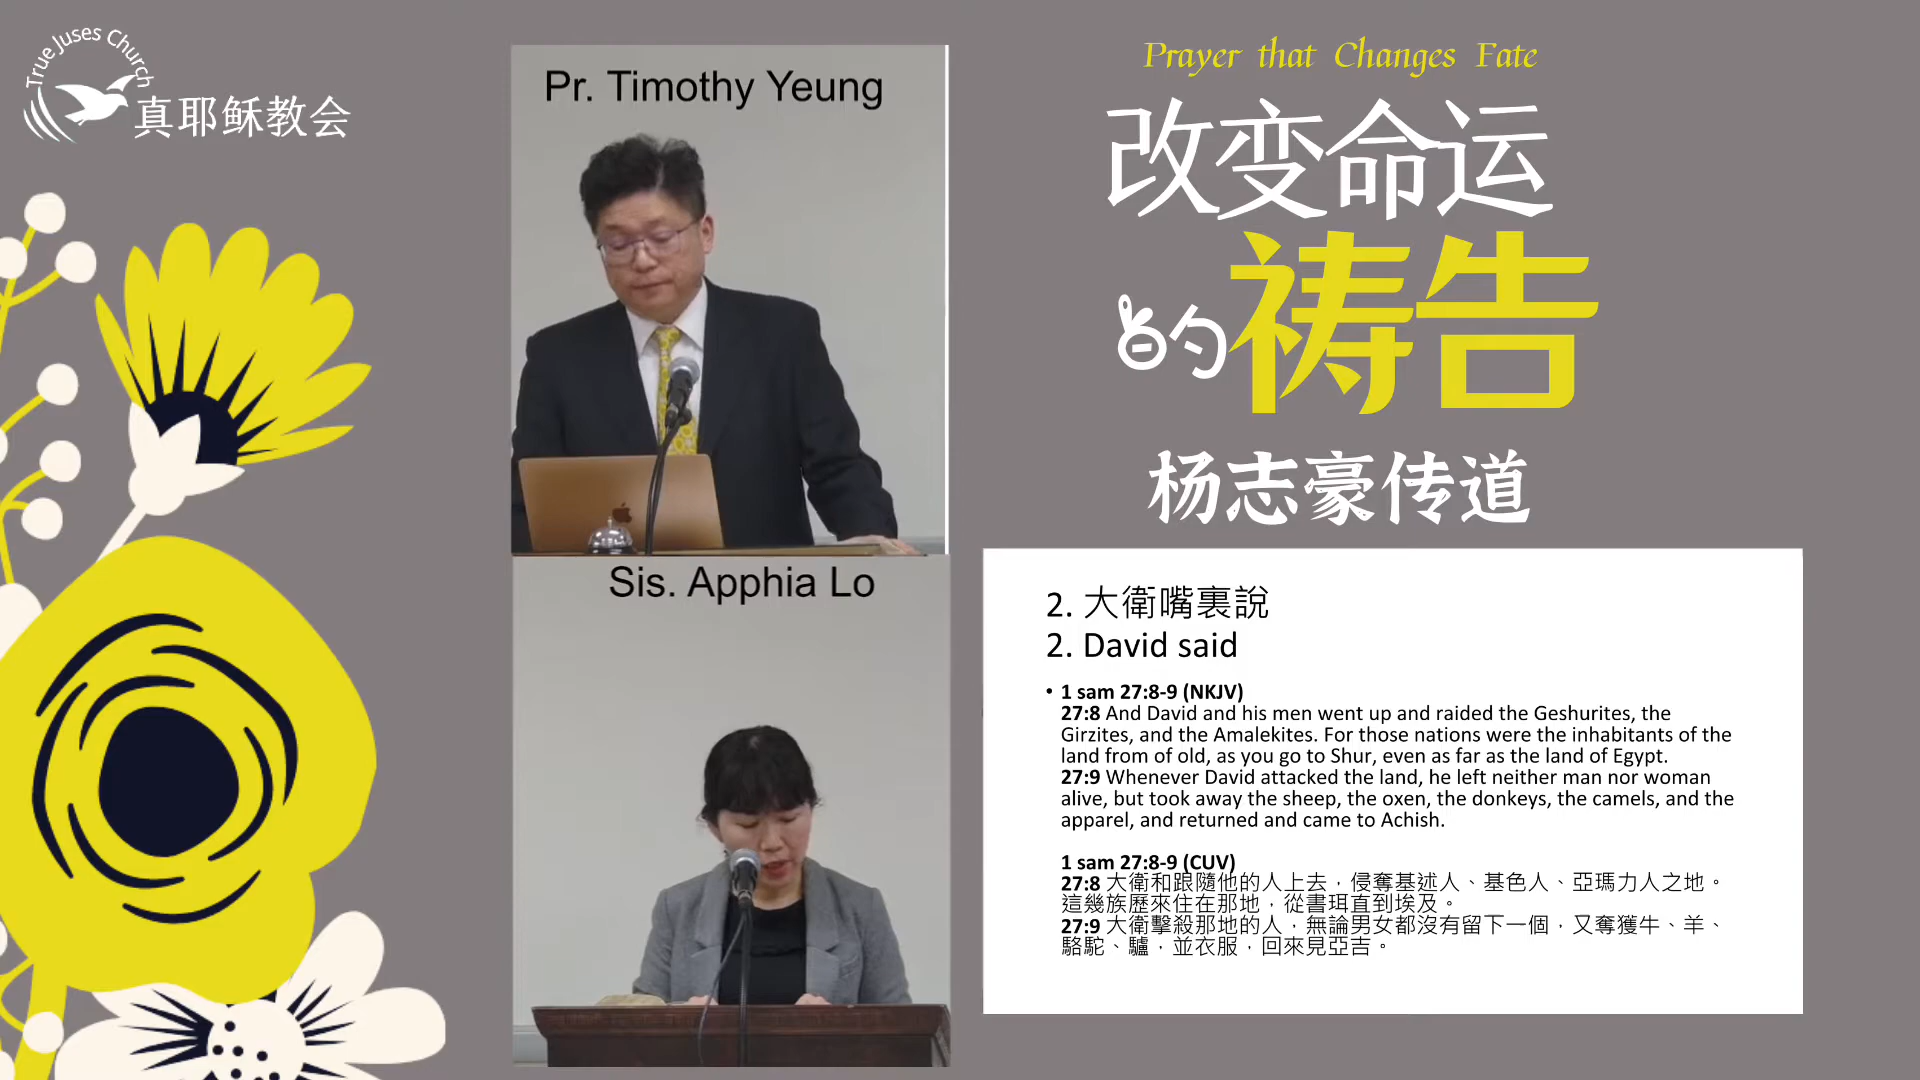 True Juses Church
真耶稣教会
Pr. Timothy Yeung
Sis. Apphia Lo
Prayer that Changes Fate
改变命运
的祷告
杨志豪传道
2. 大衛嘴裏說
2. David said
• 1 sam 27:8-9 (NKJV)
27:8 And David and his men went up and raided the Geshurites, the
Girzites, and the Amalekites. For those nations were the inhabitants of the
land from of old, as you go to Shur, even as far as the land of Egypt.
27:9 Whenever David attacked the land, he left neither man nor woman
alive, but took away the sheep, the oxen, the donkeys, the camels, and the
apparel, and returned and came to Achish.
1 sam 27:8-9 (CUV)
27:8 大衛和跟隨他的人上去，侵奪基述人、基色人、亞瑪力人之地。
這幾族歷來住在那地，從書珥直到埃及。
27:9 大衛擊殺那地的人，無論男女都沒有留下一個，又奪獲牛、羊、
駱駝、驢，並衣服，回來見亞吉。